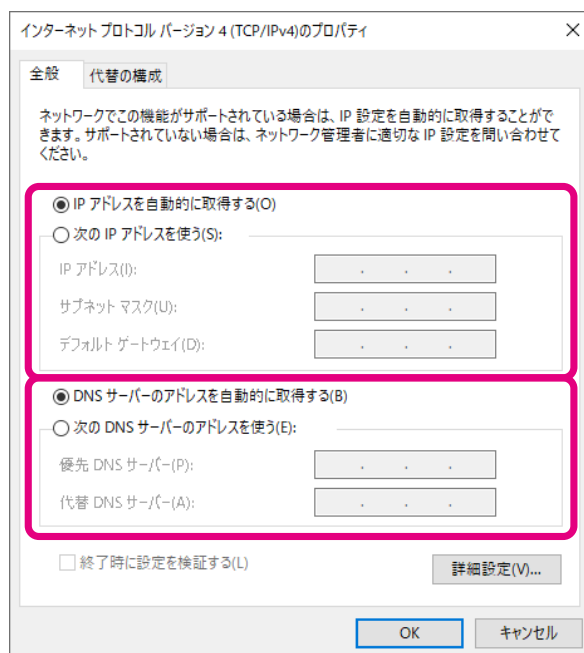 インターネット プロトコル バージョン 4 (TCP/IPv4)のプロパティ
全般
代替の構成
ネットワークでこの機能がサポートされている場合は、IP 設定を自動的に取得することがで
きます。サポートされていない場合は、ネットワーク管理者に適切な IP 設定を問い合わせて
ください。
IP アドレスを自動的に取得する(O)
次の IP アドレスを使う(S):
IP アドレス(I):
サブネット マスク(U):
デフォルト ゲートウェイ(D):
DNS サーバーのアドレスを自動的に取得する(B)
次の DNS サーバーのアドレスを使う(E):
優先 DNS サーバー(P):
代替 DNS サーバー(A):
終了時に設定を検証する(L)
詳細設定(V)...
OK
キャンセル